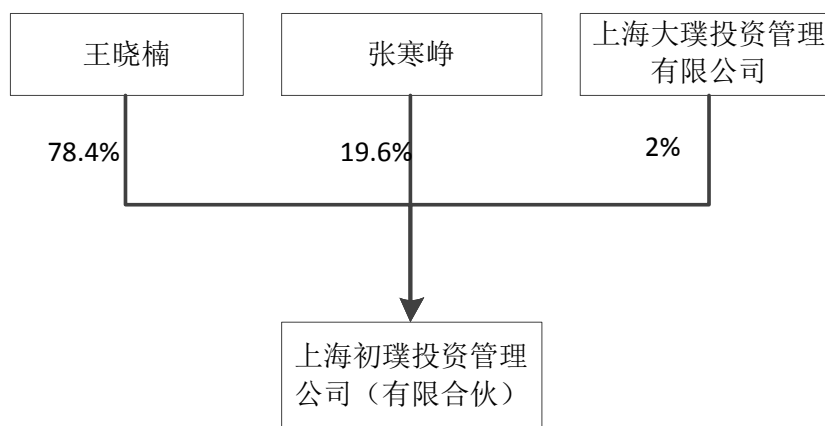 王晓楠
张寒峥
上海大璞投资管理
有限公司
78.4%
19.6%
2%
上海初璞投资管理
公司（有限合伙）